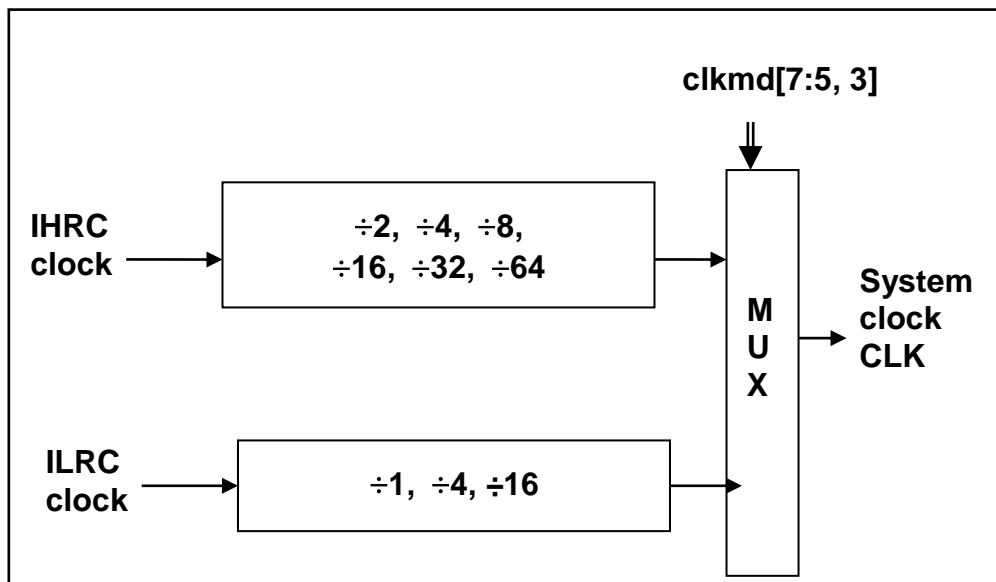 clkmd[7:5, 3]
IHRC
clock
÷2, ÷4, ÷8,
÷16, ÷32, ÷64
M
U
X
System
clock
CLK
ILRC
clock
÷1, ÷4, ÷16